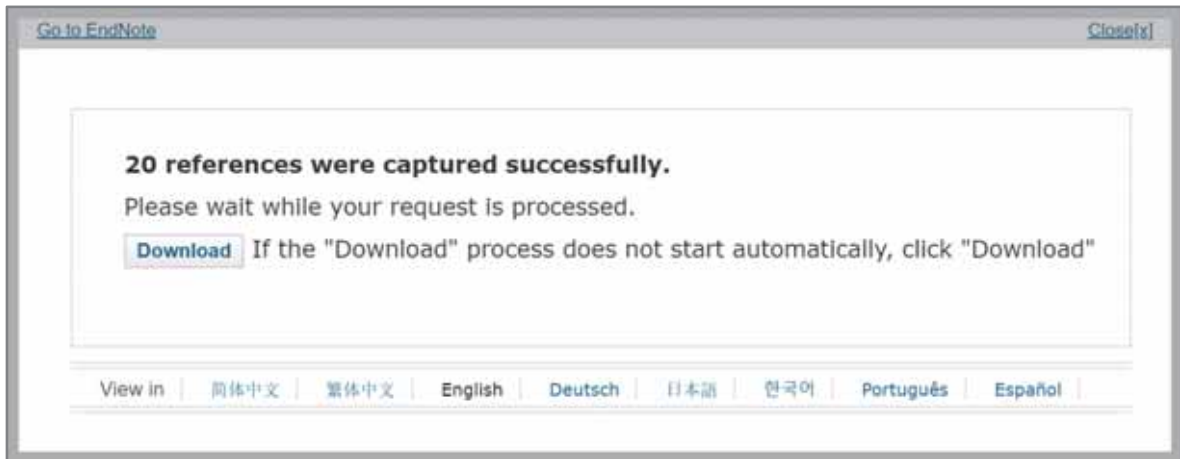 Go to EndNote Close[x]
20 references were captured successfully.
Please wait while your request is processed.
Download If the "Download" process does not start automatically, click "Download"
View in 简体中文 繁体中文 English Deutsch 日本語 한국어 Português Español